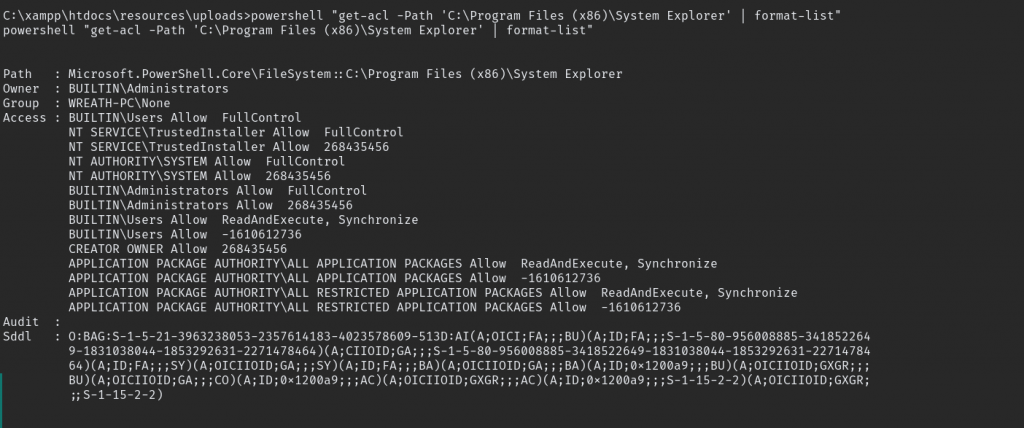 C:\xampp\htdocs\resources\uploads>powershell "get-acl -Path 'C:\Program Files (x86)\System Explorer' | format-list"
powershell "get-acl -Path 'C:\Program Files (x86)\System Explorer' | format-list"
Path   : Microsoft.PowerShell.Core\FileSystem::C:\Program Files (x86)\System Explorer
Owner  : BUILTIN\Administrators
Group  : WREATH-PC\None
Access : BUILTIN\Users Allow  FullControl
         NT SERVICE\TrustedInstaller Allow  FullControl
         NT SERVICE\TrustedInstaller Allow  268435456
         NT AUTHORITY\SYSTEM Allow  FullControl
         NT AUTHORITY\SYSTEM Allow  268435456
         BUILTIN\Administrators Allow  FullControl
         BUILTIN\Administrators Allow  268435456
         BUILTIN\Users Allow  ReadAndExecute, Synchronize
         BUILTIN\Users Allow  -1610612736
         CREATOR OWNER Allow  268435456
         APPLICATION PACKAGE AUTHORITY\ALL APPLICATION PACKAGES Allow  ReadAndExecute, Synchronize
         APPLICATION PACKAGE AUTHORITY\ALL APPLICATION PACKAGES Allow  -1610612736
         APPLICATION PACKAGE AUTHORITY\ALL RESTRICTED APPLICATION PACKAGES Allow  ReadAndExecute, Synchronize
         APPLICATION PACKAGE AUTHORITY\ALL RESTRICTED APPLICATION PACKAGES Allow  -1610612736
Audit  :
Sddl   : O:BAG:S-1-5-21-3963238053-2357614183-4023578609-513D:AI(A;OICI;FA;;;BU)(A;ID;FA;;;S-1-5-80-956008885-341852264
         9-1831038044-1853292631-2271478464)(A;CIIOID;GA;;;S-1-5-80-956008885-3418522649-1831038044-1853292631-22714784
         64)(A;ID;FA;;;SY)(A;OICIIOID;GA;;;SY)(A;ID;FA;;;BA)(A;OICIIOID;GA;;;BA)(A;ID;0×1200a9;;;BU)(A;OICIIOID;GXGR;;;
         BU)(A;OICIIOID;GA;;;CO)(A;ID;0×1200a9;;;AC)(A;OICIIOID;GXGR;;;AC)(A;ID;0×1200a9;;;S-1-15-2-2)(A;OICIIOID;GXGR;
         ;;S-1-15-2-2)